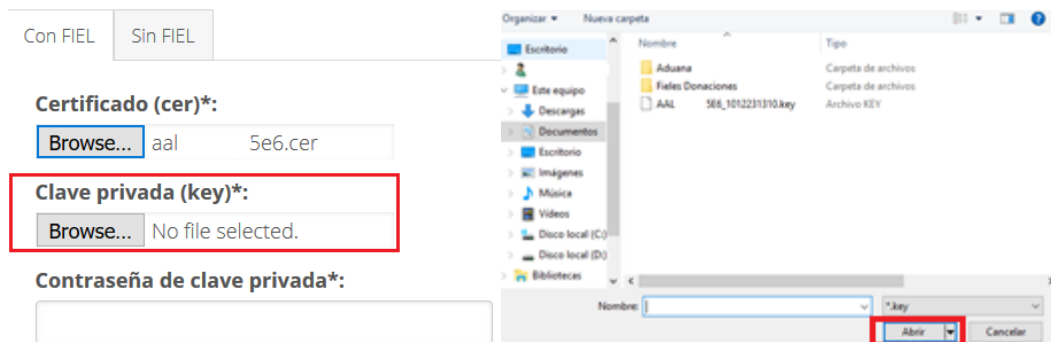 Con FIEL Sin FIEL
Certificado (cer)*:
Browse... aal 5e6.cer
Clave privada (key)*:
Browse... No file selected.
Contraseña de clave privada*:
Organizar Nueva carpeta
Escritorio
Este equipo
Descargas
Documentos
Escritorio
Imágenes
Música
Vídeos
Disco local (C:)
Disco local (D:)
Bibliotecas
Nombre Tipo
Aduana Carpeta de archivos
Fieles Donaciones Carpeta de archivos
AAL 5E6_1012231310.key Archivo KEY
Nombre: *.key
Abrir Cancelar